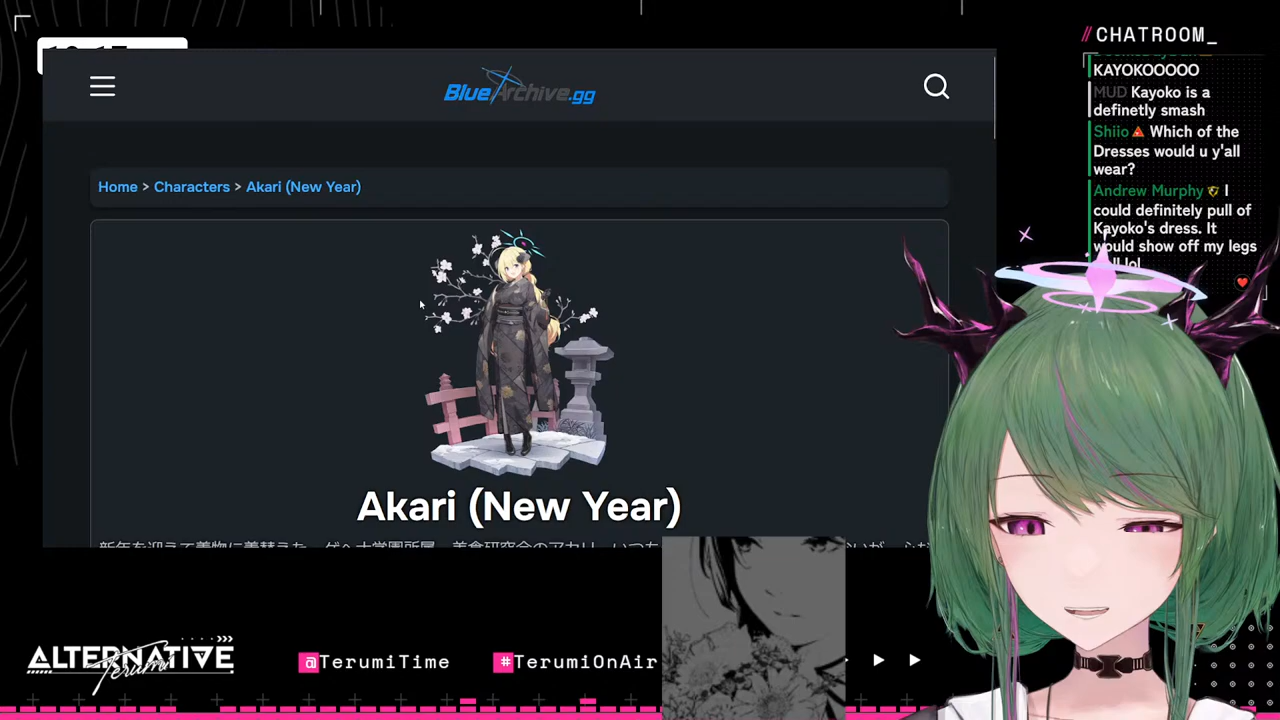 //CHATROOM_
KAYOKOOOOO
MUD Kayoko is a
definetly smash
Shiio Which of the
Dresses would u y'all
wear?
Andrew Murphy I
could definitely pull of
Kayoko's dress. It
would show off my legs
BlueArchive.gg
Home > Characters > Akari (New Year)
Akari (New Year)
ALTERNATIVE
Terumi
@TerumiTime
#TerumiOnAir